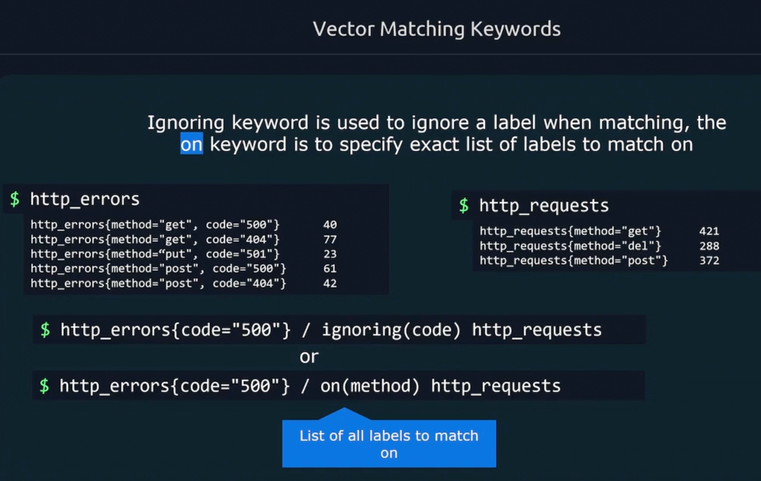 Vector Matching Keywords
Ignoring keyword is used to ignore a label when matching, the
on keyword is to specify exact list of labels to match on
$ http_errors
http_errors{method="get", code="500"} 40
http_errors{method="get", code="404"} 77
http_errors{method=“put", code="501"} 23
http_errors{method="post", code="500"} 61
http_errors{method="post", code="404"} 42
$ http_requests
http_requests{method="get"} 421
http_requests{method="del"} 288
http_requests{method="post"} 372
$ http_errors{code="500"} / ignoring(code) http_requests
or
$ http_errors{code="500"} / on(method) http_requests
List of all labels to match
on